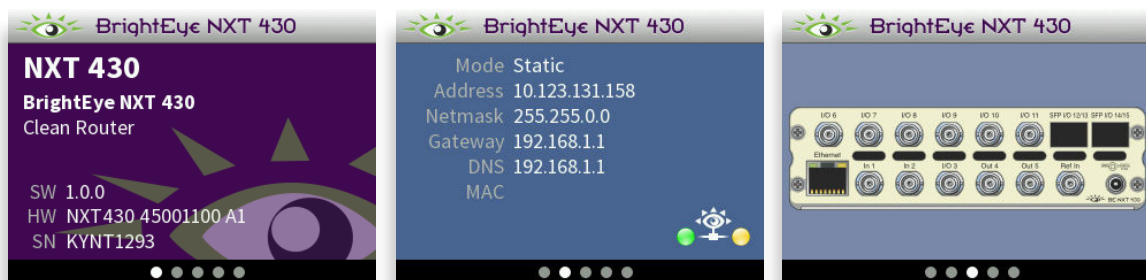 BrightEye NXT 430
NXT 430
BrightEye NXT 430
Clean Router
SW 1.0.0
HW NXT430 45001100 A1
SN KYNT1293
BrightEye NXT 430
Mode Static
Address 10.123.131.158
Netmask 255.255.0.0
Gateway 192.168.1.1
DNS 192.168.1.1
MAC
BrightEye NXT 430
I/O 6 I/O 7 I/O 8 I/O 9 I/O 10 I/O 11 SFP I/O 12/13 SFP I/O 14/15
Ethernet
In 1 In 2 I/O 3 Out 4 Out 5 Ref In
BE NXT 430